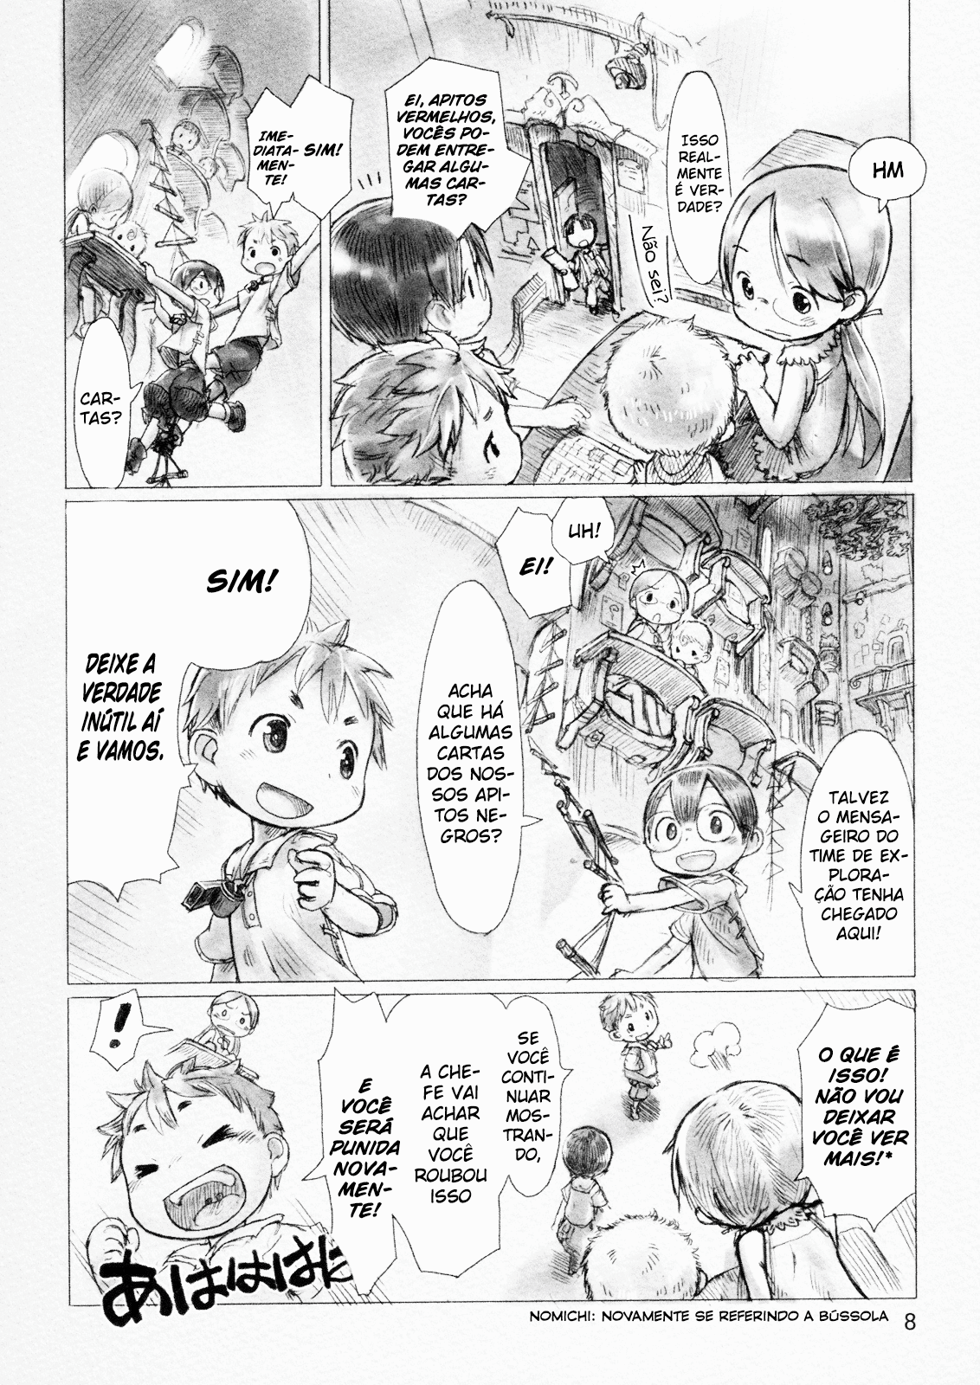 HM
ISSO
REAL-
MENTE
É VER-
DADE?
Não sei?
EI, APITOS
VERMELHOS,
VOCÊS PO-
DEM ENTRE-
GAR ALGU-
MAS CAR-
TAS?
SIM!
IME-
DIATA-
MEN-
TE!
CAR-
TAS?
TALVEZ
O MENSA-
GEIRO DO
TIME DE EX-
PLORA-
ÇÃO TENHA
CHEGADO
AQUI!
UH!
EI!
ACHA
QUE HÁ
ALGUMAS
CARTAS
DOS NOS-
SOS API-
TOS NE-
GROS?
SIM!
DEIXE A
VERDADE
INÚTIL AÍ
E VAMOS.
O QUE É
ISSO!
NÃO VOU
DEIXAR
VOCÊ VER
MAIS!*
SE
VOCÊ
CONTI-
NUAR
MOS-
TRAN-
DO,
A CHE-
FE VAI
ACHAR
QUE
VOCÊ
ROUBOU
ISSO
E
VOCÊ
SERÁ
PUNIDA
NOVA-
MEN-
TE!
!
あははは
NOMICHI: NOVAMENTE SE REFERINDO A BÚSSOLA
8